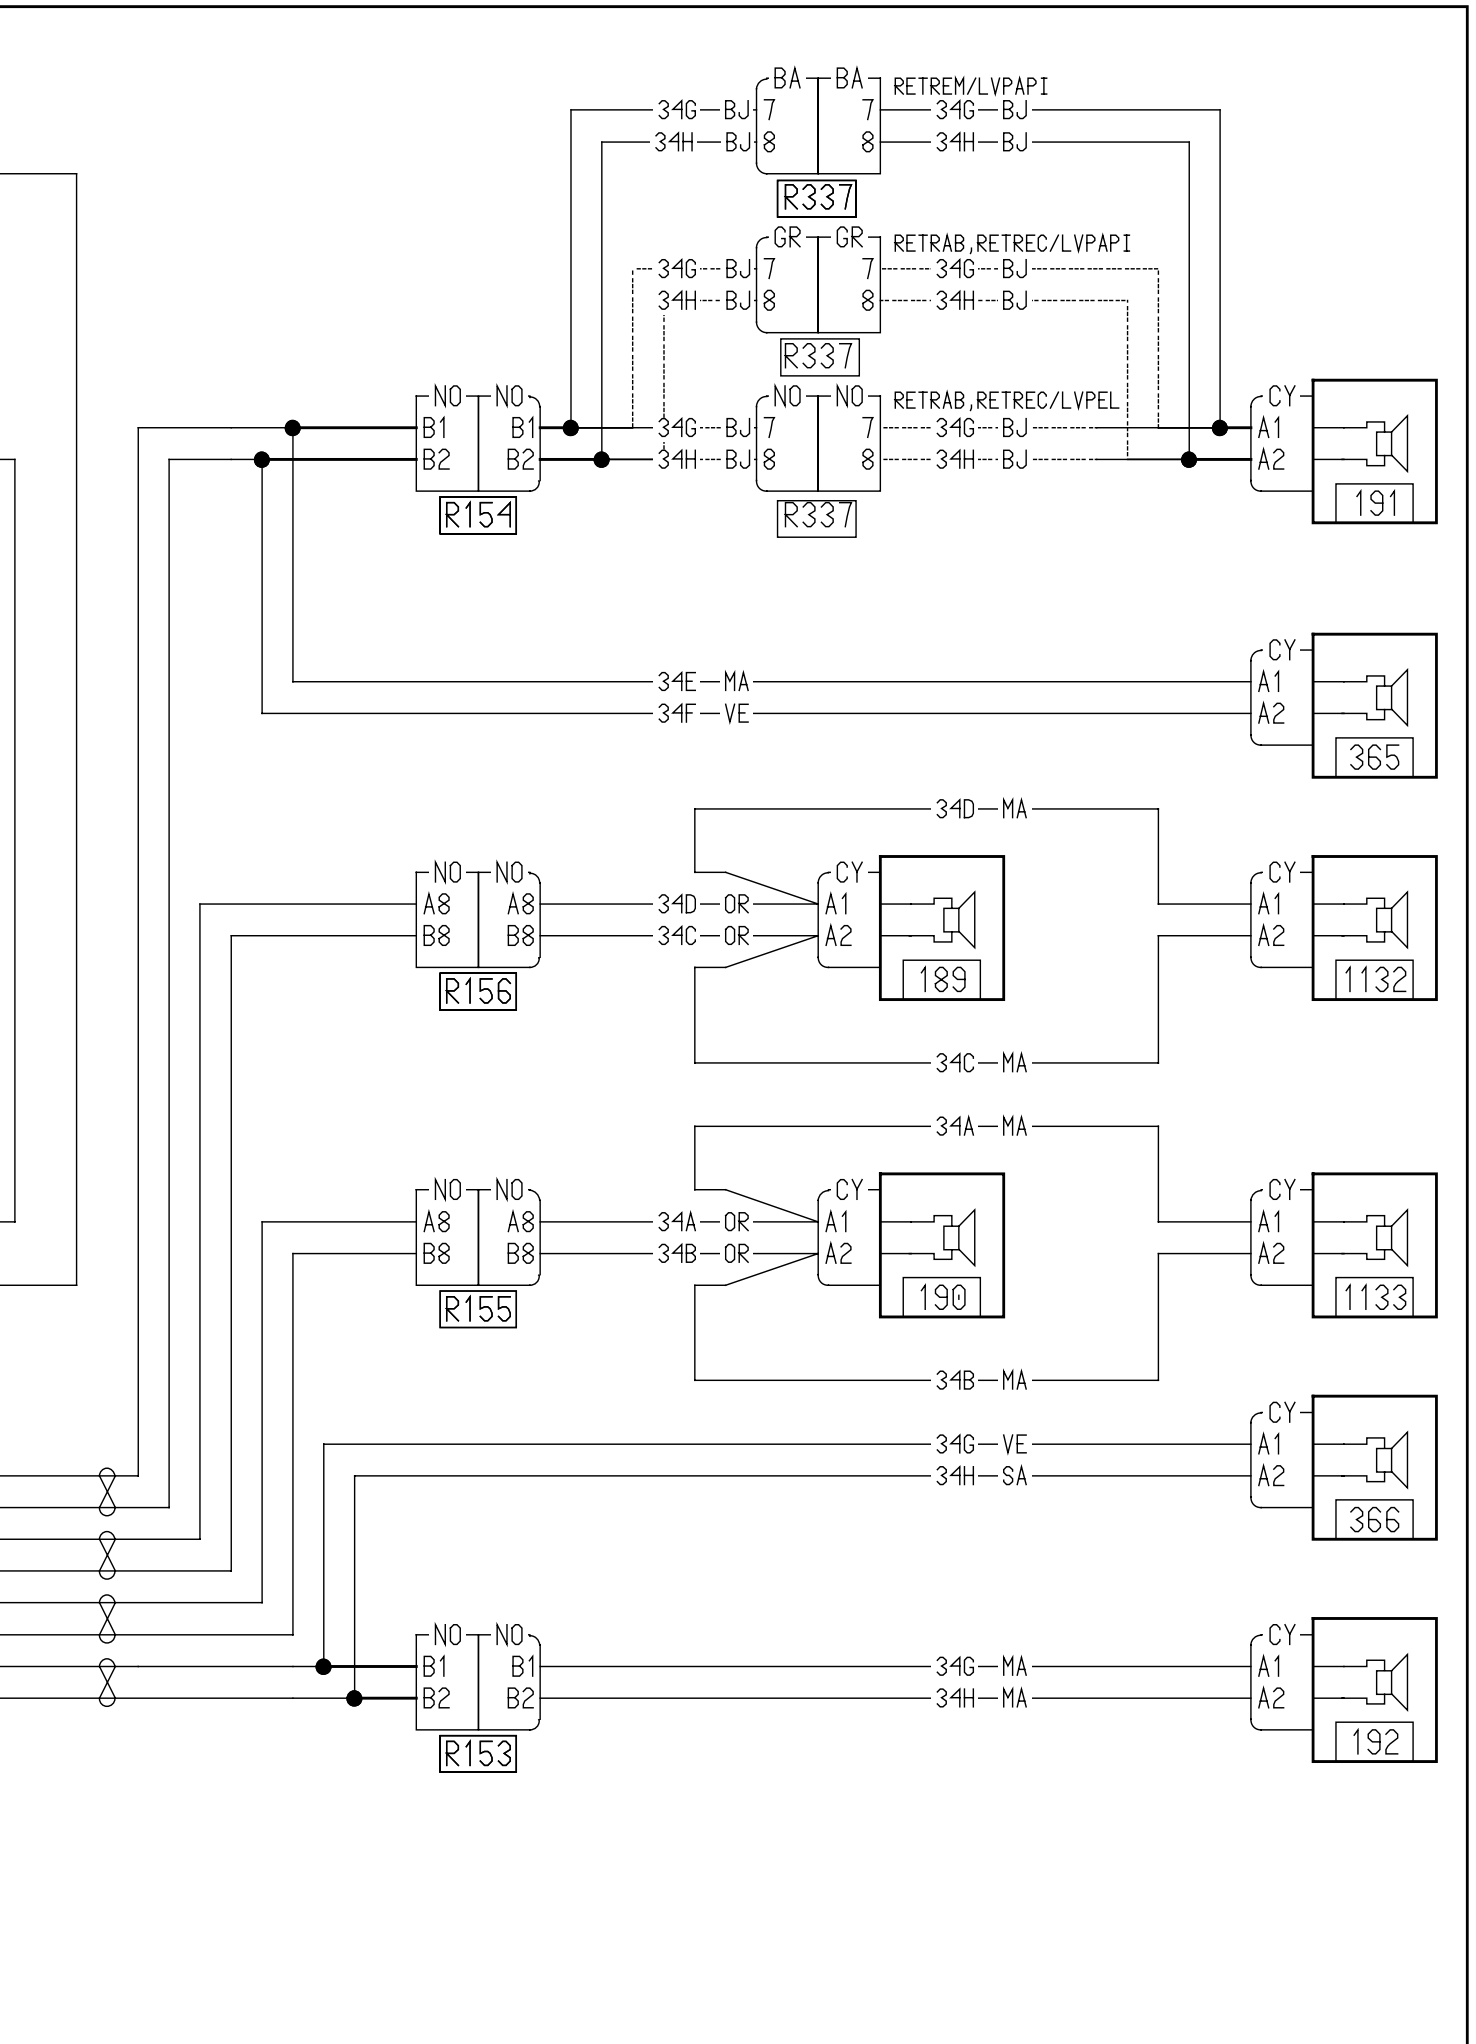 BA BA RETREM/LVPAPI
34G BJ 7 7 34G BJ
34H BJ 8 8 34H BJ
R337
GR GR RETRAB,RETREC/LVPAPI
34G BJ 7 7 34G BJ
34H BJ 8 8 34H BJ
R337
NO NO NO NO RETRAB,RETREC/LVPEL CY
B1 B1 34G BJ 7 7 34G BJ A1
B2 B2 34H BJ 8 8 34H BJ A2
R154 R337 191
CY
34E MA A1
34F VE A2
365
34D MA
NO NO CY CY
A8 A8 34D OR A1 A1
B8 B8 34C OR A2 A2
R156 189 1132
34C MA
34A MA
NO NO CY CY
A8 A8 34A OR A1 A1
B8 B8 34B OR A2 A2
R155 190 1133
34B MA
CY
34G VE A1
34H SA A2
366
NO NO CY
B1 B1 34G MA A1
B2 B2 34H MA A2
R153 192